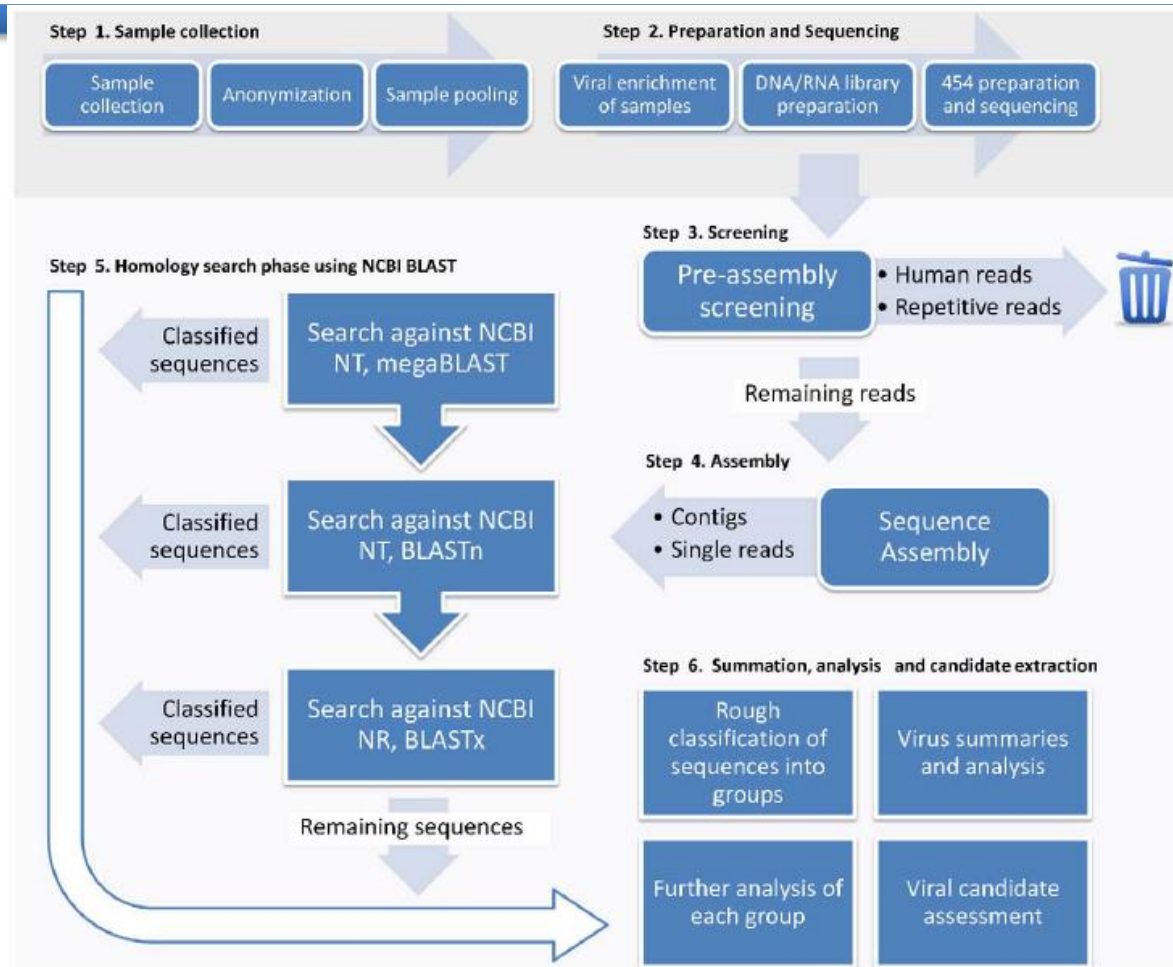 Step 1. Sample collection
Sample
collection
Anonymization
Sample pooling
Step 2. Preparation and Sequencing
Viral enrichment
of samples
DNA/RNA library
preparation
454 preparation
and sequencing
Step 3. Screening
Pre-assembly
screening
• Human reads
• Repetitive reads
Remaining reads
Step 4. Assembly
Sequence
Assembly
• Contigs
• Single reads
Step 5. Homology search phase using NCBI BLAST
Search against NCBI
NT, megaBLAST
Classified
sequences
Search against NCBI
NT, BLASTn
Classified
sequences
Search against NCBI
NR, BLASTx
Classified
sequences
Remaining sequences
Step 6. Summation, analysis and candidate extraction
Rough
classification of
sequences into
groups
Virus summaries
and analysis
Further analysis of
each group
Viral candidate
assessment